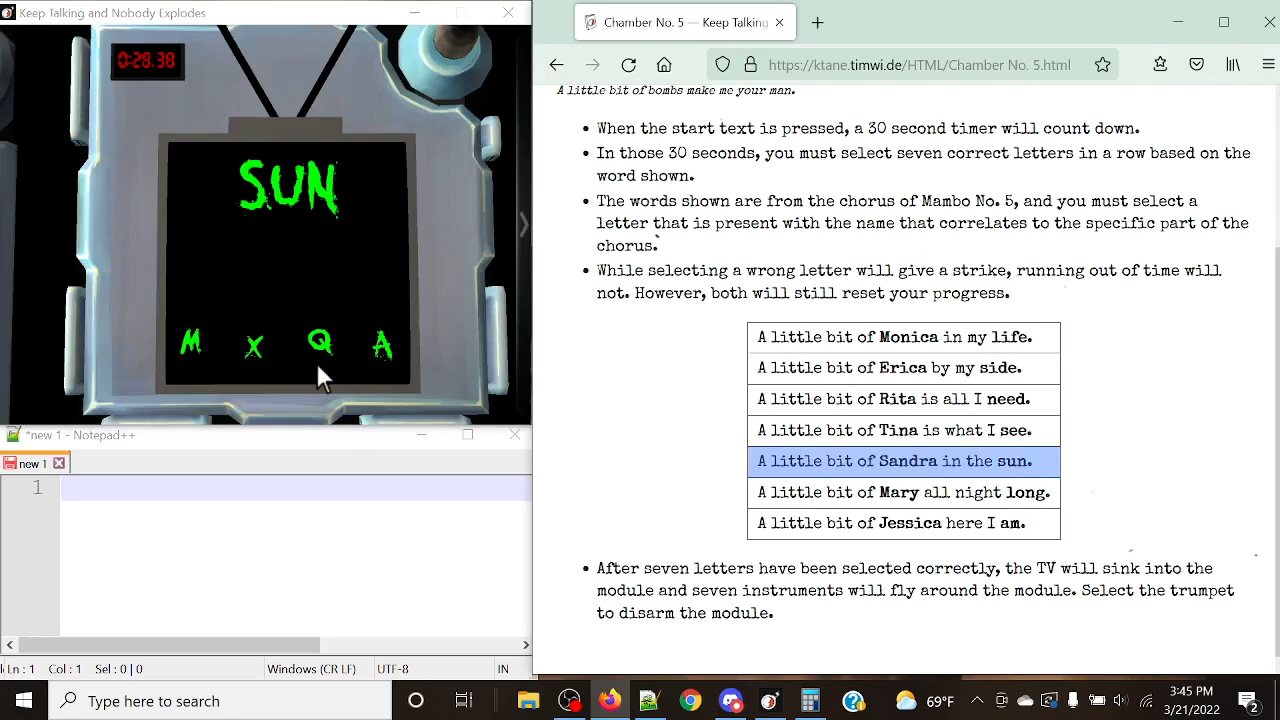 Keep Talking and Nobody Explodes
0:28.38
SUN
M X Q A
*new 1 - Notepad++
new 1
1
Ln : 1 Col : 1 Sel : 0 | 0
Windows (CR LF)
UTF-8
IN
Chamber No. 5 — Keep Talking
https://ktane.timwi.de/HTML/Chamber No. 5.html
A little bit of bombs make me your man.
• When the start text is pressed, a 30 second timer will count down.
• In those 30 seconds, you must select seven correct letters in a row based on the
word shown.
• The words shown are from the chorus of Mambo No. 5, and you must select a
letter that is present with the name that correlates to the specific part of the
chorus.
• While selecting a wrong letter will give a strike, running out of time will
not. However, both will still reset your progress.
A little bit of Monica in my life.
A little bit of Erica by my side.
A little bit of Rita is all I need.
A little bit of Tina is what I see.
A little bit of Sandra in the sun.
A little bit of Mary all night long.
A little bit of Jessica here I am.
• After seven letters have been selected correctly, the TV will sink into the
module and seven instruments will fly around the module. Select the trumpet
to disarm the module.
Type here to search
69°F
3:45 PM
3/21/2022
2